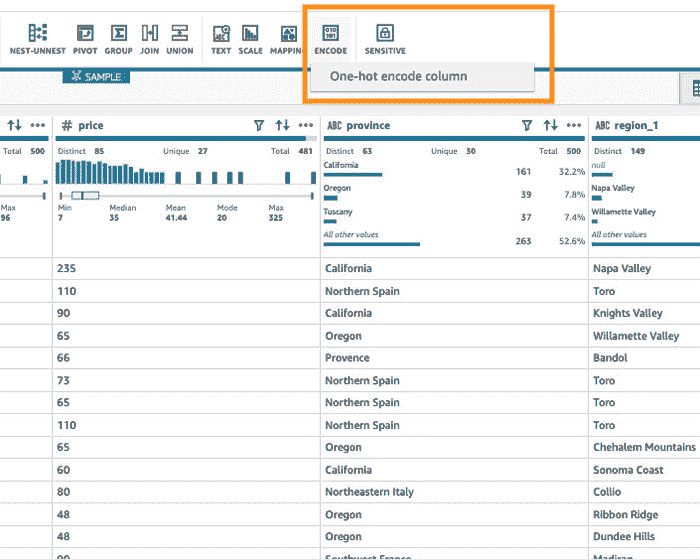 NEST-UNNEST PIVOT GROUP JOIN UNION TEXT SCALE MAPPIN ENCODE SENSITIVE
One-hot encode column
SAMPLE
# price ABC province ABC region_1
Total 500 Distinct 85 Unique 27 Total 481 Distinct 63 Unique 30 Total 500 Distinct 149
California 161 32.2% null
Oregon 39 7.8% Napa Valley
Tuscany 37 7.4% Willamette Valley
All other values 263 52.6% All other values
Max Min Median Mean Mode Max
96 7 35 41.44 20 325
235 California Napa Valley
110 Northern Spain Toro
90 California Knights Valley
65 Oregon Willamette Valley
66 Provence Bandol
73 Northern Spain Toro
65 Northern Spain Toro
110 Northern Spain Toro
65 Oregon Chehalem Mountains
60 California Sonoma Coast
80 Northeastern Italy Collio
48 Oregon Ribbon Ridge
48 Oregon Dundee Hills
Southwest France Madiran